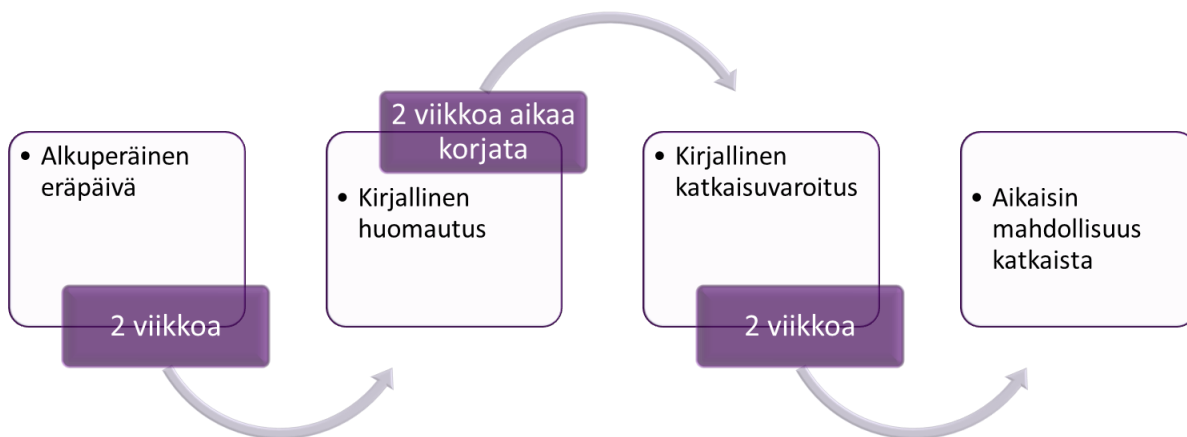 • Alkuperäinen
eräpäivä
2 viikkoa
2 viikkoa aikaa
korjata
• Kirjallinen
huomautus
• Kirjallinen
katkaisuvaroitus
2 viikkoa
• Aikaisin
mahdollisuus
katkaista